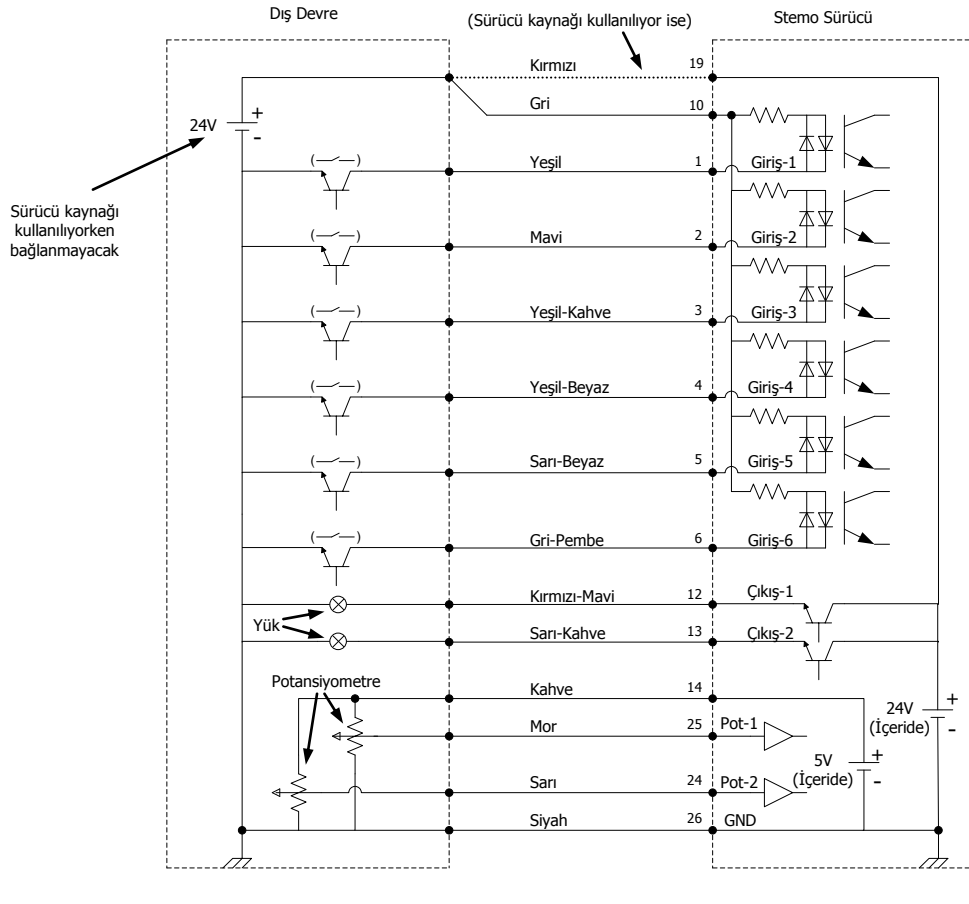 Dış Devre
(Sürücü kaynağı kullanılıyor ise)
Stemo Sürücü
Kırmızı 19
+
24V
-
Gri 10
Sürücü kaynağı
kullanılıyorken
bağlanmayacak
( ) Yeşil 1 Giriş-1
( ) Mavi 2 Giriş-2
( ) Yeşil-Kahve 3 Giriş-3
( ) Yeşil-Beyaz 4 Giriş-4
( ) Sarı-Beyaz 5 Giriş-5
( ) Gri-Pembe 6 Giriş-6
Kırmızı-Mavi 12 Çıkış-1
Yük
Sarı-Kahve 13 Çıkış-2
Potansiyometre
Kahve 14
Mor 25 Pot-1
24V
(İçeride)
+
-
5V
(İçeride)
+
-
Sarı 24 Pot-2
Siyah 26 GND